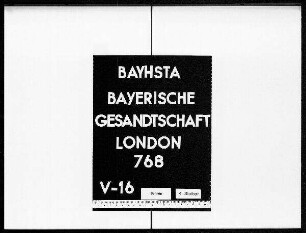 BAYHSTA
BAYERISCHE
GESANDTSCHAFT
LONDON
768
V-16